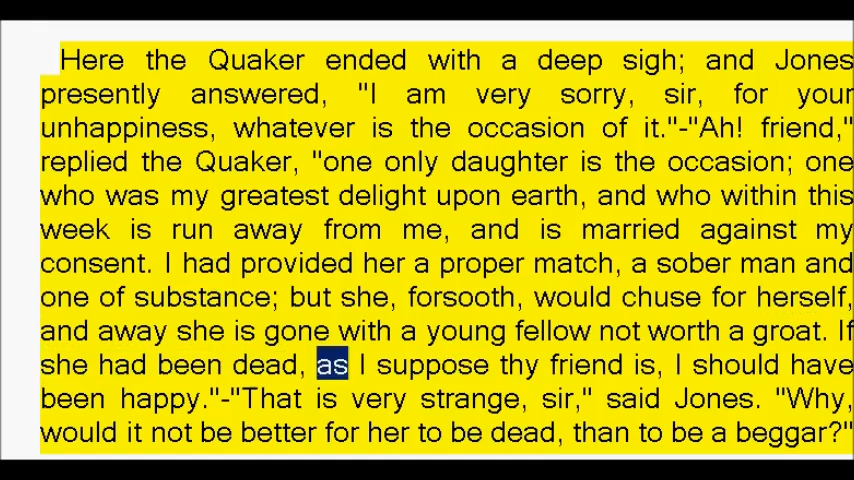 Here the Quaker ended with a deep sigh; and Jones
presently answered, "I am very sorry, sir, for your
unhappiness, whatever is the occasion of it."-"Ah! friend,"
replied the Quaker, "one only daughter is the occasion; one
who was my greatest delight upon earth, and who within this
week is run away from me, and is married against my
consent. I had provided her a proper match, a sober man and
one of substance; but she, forsooth, would chuse for herself,
and away she is gone with a young fellow not worth a groat. If
she had been dead, as I suppose thy friend is, I should have
been happy."-"That is very strange, sir," said Jones. "Why,
would it not be better for her to be dead, than to be a beggar?"